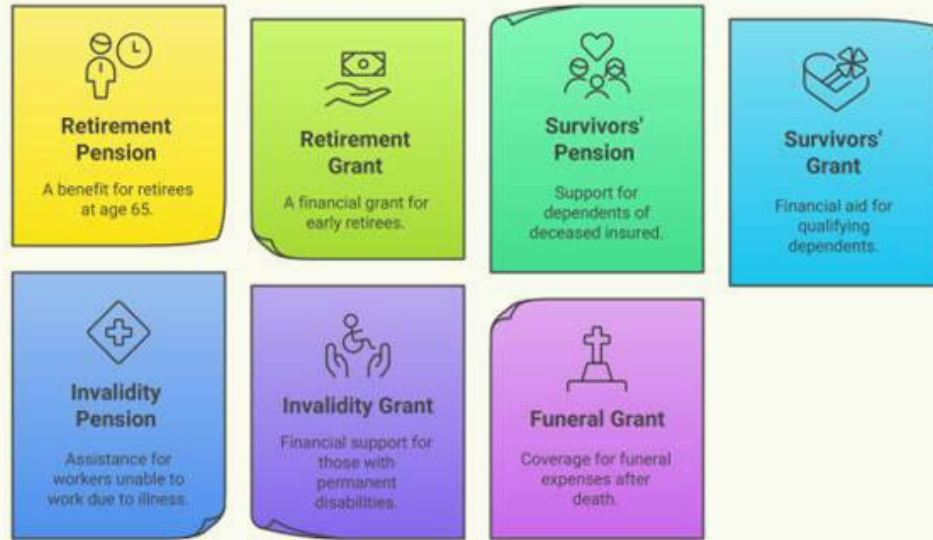 Retirement
Pension
A benefit for retirees
at age 65.
Retirement
Grant
A financial grant for
early retirees.
Survivors'
Pension
Support for
dependents of
deceased insured.
Survivors'
Grant
Financial aid for
qualifying
dependents.
Invalidity
Pension
Assistance for
workers unable to
work due to illness.
Invalidity Grant
Financial support for
those with
permanent
disabilities.
Funeral Grant
Coverage for funeral
expenses after
death.